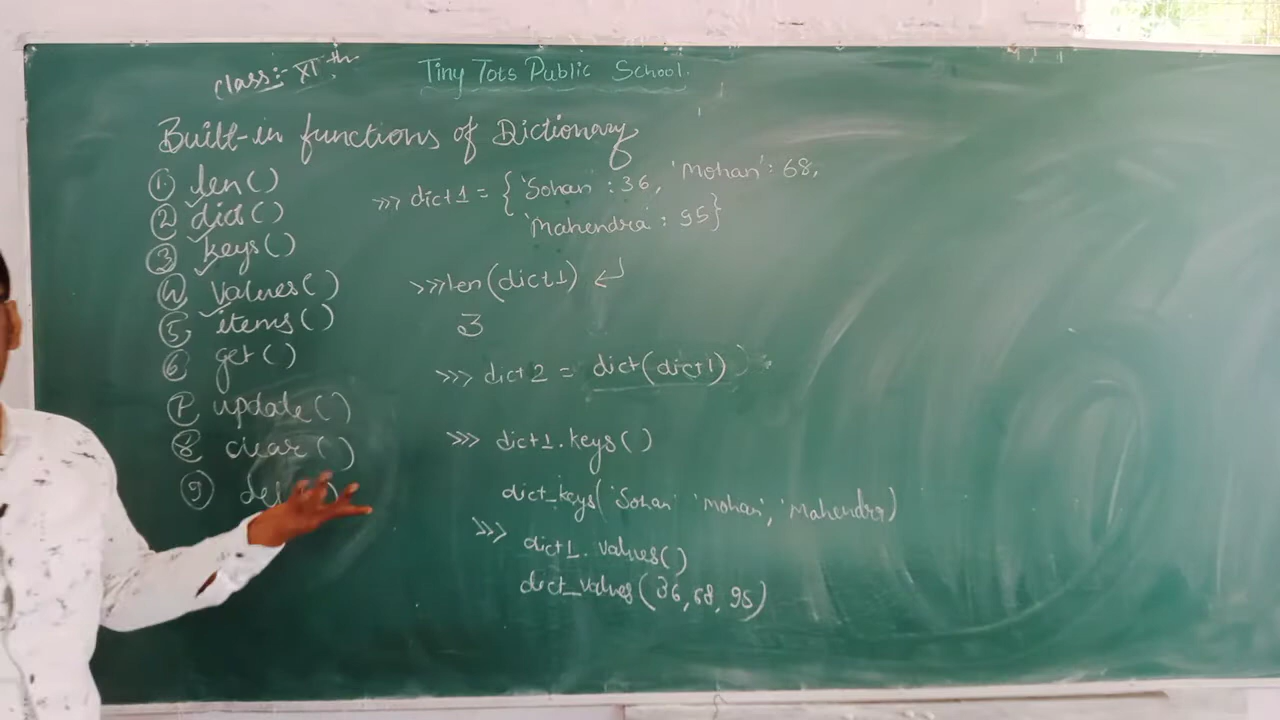 class:- XIth
Tiny Tots Public School.
Built-in functions of Dictionary
① len()
② dict()
③ keys()
④ values()
⑤ items()
⑥ get()
⑦ update()
⑧ clear()
⑨
>>> dict1 = {'Sohan' : 36, 'Mohan' : 68,
'Mahendra' : 95}
>>> len(dict1) ↵
3
>>> dict2 = dict(dict1)
>>> dict1.keys()
dict_keys('Sohan' 'mohan', 'Mahendra)
>>> dict1.values()
dict_values(36, 68, 95)